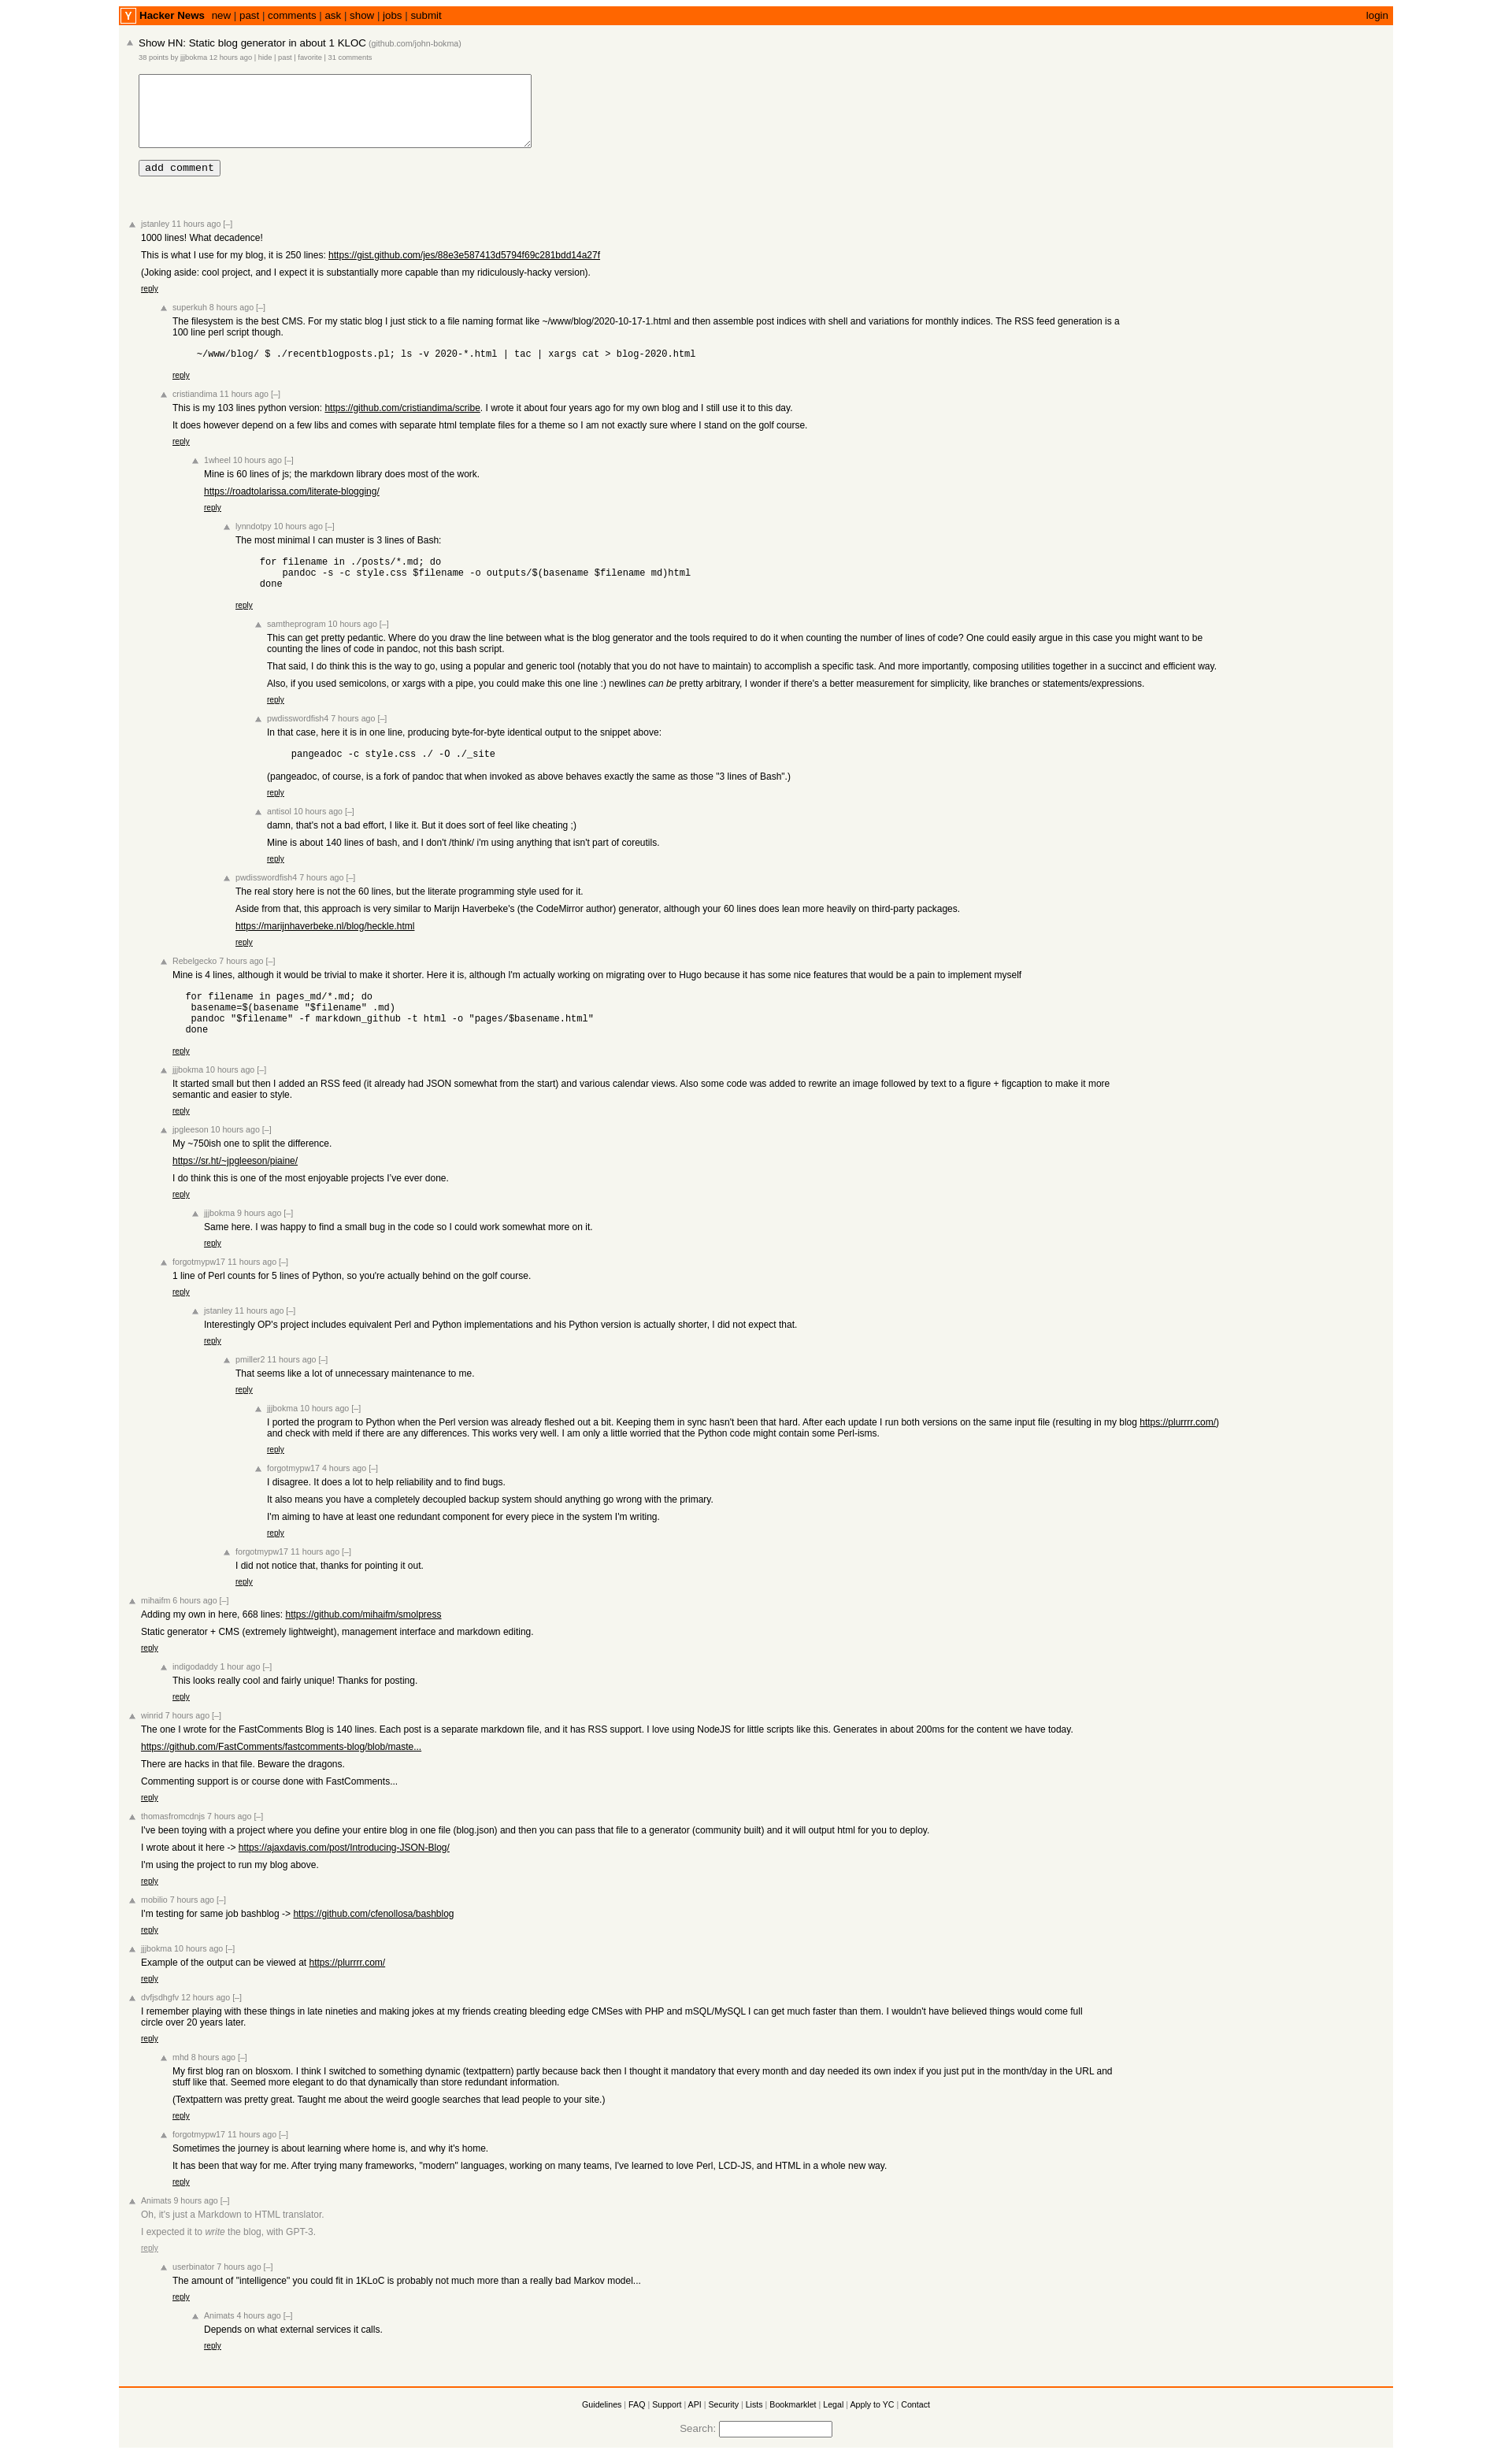 Y Hacker News new | past | comments | ask | show | jobs | submit login
Show HN: Static blog generator in about 1 KLOC (github.com/john-bokma)
38 points by jjjbokma 12 hours ago | hide | past | favorite | 31 comments
add comment
jstanley 11 hours ago [–]
1000 lines! What decadence!
This is what I use for my blog, it is 250 lines: https://gist.github.com/jes/88e3e587413d5794f69c281bdd14a27f
(Joking aside: cool project, and I expect it is substantially more capable than my ridiculously-hacky version).
reply
superkuh 8 hours ago [–]
The filesystem is the best CMS. For my static blog I just stick to a file naming format like ~/www/blog/2020-10-17-1.html and then assemble post indices with shell and variations for monthly indices. The RSS feed generation is a
100 line perl script though.
~/www/blog/ $ ./recentblogposts.pl; ls -v 2020-*.html | tac | xargs cat > blog-2020.html
reply
cristiandima 11 hours ago [–]
This is my 103 lines python version: https://github.com/cristiandima/scribe. I wrote it about four years ago for my own blog and I still use it to this day.
It does however depend on a few libs and comes with separate html template files for a theme so I am not exactly sure where I stand on the golf course.
reply
1wheel 10 hours ago [–]
Mine is 60 lines of js; the markdown library does most of the work.
https://roadtolarissa.com/literate-blogging/
reply
lynndotpy 10 hours ago [–]
The most minimal I can muster is 3 lines of Bash:
for filename in ./posts/*.md; do
pandoc -s -c style.css $filename -o outputs/$(basename $filename md)html
done
reply
samtheprogram 10 hours ago [–]
This can get pretty pedantic. Where do you draw the line between what is the blog generator and the tools required to do it when counting the number of lines of code? One could easily argue in this case you might want to be
counting the lines of code in pandoc, not this bash script.
That said, I do think this is the way to go, using a popular and generic tool (notably that you do not have to maintain) to accomplish a specific task. And more importantly, composing utilities together in a succinct and efficient way.
Also, if you used semicolons, or xargs with a pipe, you could make this one line :) newlines can be pretty arbitrary, I wonder if there's a better measurement for simplicity, like branches or statements/expressions.
reply
pwdisswordfish4 7 hours ago [–]
In that case, here it is in one line, producing byte-for-byte identical output to the snippet above:
pangeadoc -c style.css ./ -O ./_site
(pangeadoc, of course, is a fork of pandoc that when invoked as above behaves exactly the same as those "3 lines of Bash".)
reply
antisol 10 hours ago [–]
damn, that's not a bad effort, I like it. But it does sort of feel like cheating ;)
Mine is about 140 lines of bash, and I don't /think/ i'm using anything that isn't part of coreutils.
reply
pwdisswordfish4 7 hours ago [–]
The real story here is not the 60 lines, but the literate programming style used for it.
Aside from that, this approach is very similar to Marijn Haverbeke's (the CodeMirror author) generator, although your 60 lines does lean more heavily on third-party packages.
https://marijnhaverbeke.nl/blog/heckle.html
reply
Rebelgecko 7 hours ago [–]
Mine is 4 lines, although it would be trivial to make it shorter. Here it is, although I'm actually working on migrating over to Hugo because it has some nice features that would be a pain to implement myself
for filename in pages_md/*.md; do
basename=$(basename "$filename" .md)
pandoc "$filename" -f markdown_github -t html -o "pages/$basename.html"
done
reply
jjjbokma 10 hours ago [–]
It started small but then I added an RSS feed (it already had JSON somewhat from the start) and various calendar views. Also some code was added to rewrite an image followed by text to a figure + figcaption to make it more
semantic and easier to style.
reply
jpgleeson 10 hours ago [–]
My ~750ish one to split the difference.
https://sr.ht/~jpgleeson/piaine/
I do think this is one of the most enjoyable projects I've ever done.
reply
jjjbokma 9 hours ago [–]
Same here. I was happy to find a small bug in the code so I could work somewhat more on it.
reply
forgotmypw17 11 hours ago [–]
1 line of Perl counts for 5 lines of Python, so you're actually behind on the golf course.
reply
jstanley 11 hours ago [–]
Interestingly OP's project includes equivalent Perl and Python implementations and his Python version is actually shorter, I did not expect that.
reply
pmiller2 11 hours ago [–]
That seems like a lot of unnecessary maintenance to me.
reply
jjjbokma 10 hours ago [–]
I ported the program to Python when the Perl version was already fleshed out a bit. Keeping them in sync hasn't been that hard. After each update I run both versions on the same input file (resulting in my blog https://plurrrr.com/)
and check with meld if there are any differences. This works very well. I am only a little worried that the Python code might contain some Perl-isms.
reply
forgotmypw17 4 hours ago [–]
I disagree. It does a lot to help reliability and to find bugs.
It also means you have a completely decoupled backup system should anything go wrong with the primary.
I'm aiming to have at least one redundant component for every piece in the system I'm writing.
reply
forgotmypw17 11 hours ago [–]
I did not notice that, thanks for pointing it out.
reply
mihaifm 6 hours ago [–]
Adding my own in here, 668 lines: https://github.com/mihaifm/smolpress
Static generator + CMS (extremely lightweight), management interface and markdown editing.
reply
indigodaddy 1 hour ago [–]
This looks really cool and fairly unique! Thanks for posting.
reply
winrid 7 hours ago [–]
The one I wrote for the FastComments Blog is 140 lines. Each post is a separate markdown file, and it has RSS support. I love using NodeJS for little scripts like this. Generates in about 200ms for the content we have today.
https://github.com/FastComments/fastcomments-blog/blob/maste...
There are hacks in that file. Beware the dragons.
Commenting support is or course done with FastComments...
reply
thomasfromcdnjs 7 hours ago [–]
I've been toying with a project where you define your entire blog in one file (blog.json) and then you can pass that file to a generator (community built) and it will output html for you to deploy.
I wrote about it here -> https://ajaxdavis.com/post/Introducing-JSON-Blog/
I'm using the project to run my blog above.
reply
mobilio 7 hours ago [–]
I'm testing for same job bashblog -> https://github.com/cfenollosa/bashblog
reply
jjjbokma 10 hours ago [–]
Example of the output can be viewed at https://plurrrr.com/
reply
dvfjsdhgfv 12 hours ago [–]
I remember playing with these things in late nineties and making jokes at my friends creating bleeding edge CMSes with PHP and mSQL/MySQL I can get much faster than them. I wouldn't have believed things would come full
circle over 20 years later.
reply
mhd 8 hours ago [–]
My first blog ran on blosxom. I think I switched to something dynamic (textpattern) partly because back then I thought it mandatory that every month and day needed its own index if you just put in the month/day in the URL and
stuff like that. Seemed more elegant to do that dynamically than store redundant information.
(Textpattern was pretty great. Taught me about the weird google searches that lead people to your site.)
reply
forgotmypw17 11 hours ago [–]
Sometimes the journey is about learning where home is, and why it's home.
It has been that way for me. After trying many frameworks, "modern" languages, working on many teams, I've learned to love Perl, LCD-JS, and HTML in a whole new way.
reply
Animats 9 hours ago [–]
Oh, it's just a Markdown to HTML translator.
I expected it to write the blog, with GPT-3.
reply
userbinator 7 hours ago [–]
The amount of "intelligence" you could fit in 1KLoC is probably not much more than a really bad Markov model...
reply
Animats 4 hours ago [–]
Depends on what external services it calls.
reply
Guidelines | FAQ | Support | API | Security | Lists | Bookmarklet | Legal | Apply to YC | Contact
Search: